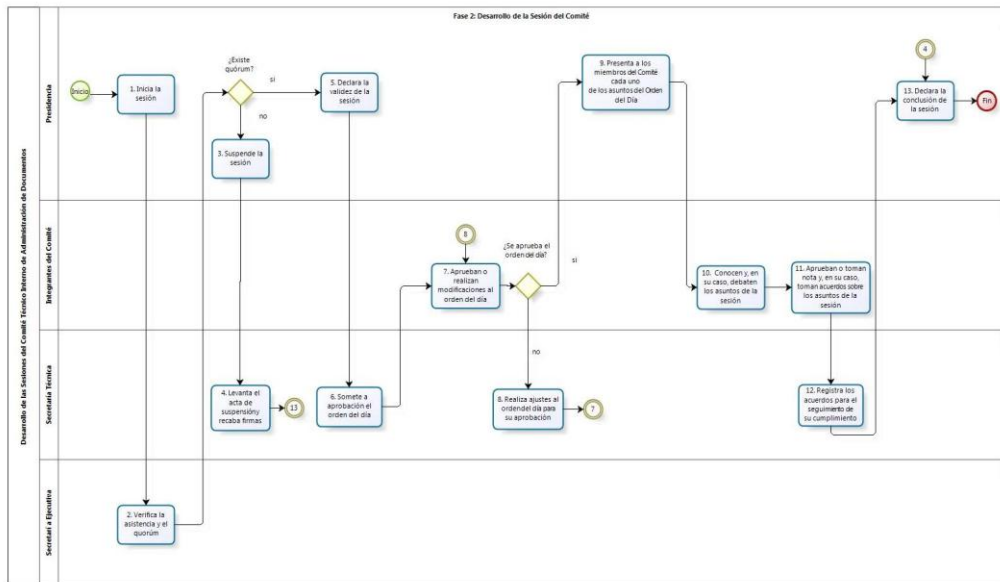 Fase 2: Desarrollo de la Sesión del Comité
Desarrollo de las Sesiones del Comité Técnico Interno de Administración de Documentos
Presidencia
Inicio
1. Inicia la
sesión
¿Existe
quórum?
si
no
3. Suspende la
sesión
5. Declara la
validez de la
sesión
9. Presenta a los
miembros del Comité
cada uno
de los asuntos del Orden
del Día
4
13. Declara la
conclusión de
la sesión
Fin
Integrantes del Comité
8
7. Aprueban o
realizan
modificaciones al
orden del día
¿Se aprueba el
orden del día?
si
no
10. Conocen y, en
su caso, debaten
los asuntos de la
sesión
11. Aprueban o toman
nota y, en su caso,
toman acuerdos sobre
los asuntos de la
sesión
Secretaría Técnica
4. Levanta el
acta de
suspensión y
recaba firmas
13
6. Somete a
aprobación el
orden del día
8. Realiza ajustes al
orden del día para
su aprobación
7
12. Registra los
acuerdos para el
seguimiento de
su cumplimiento
Secretarí a Ejecutiva
2. Verifica la
asistencia y el
quorúm